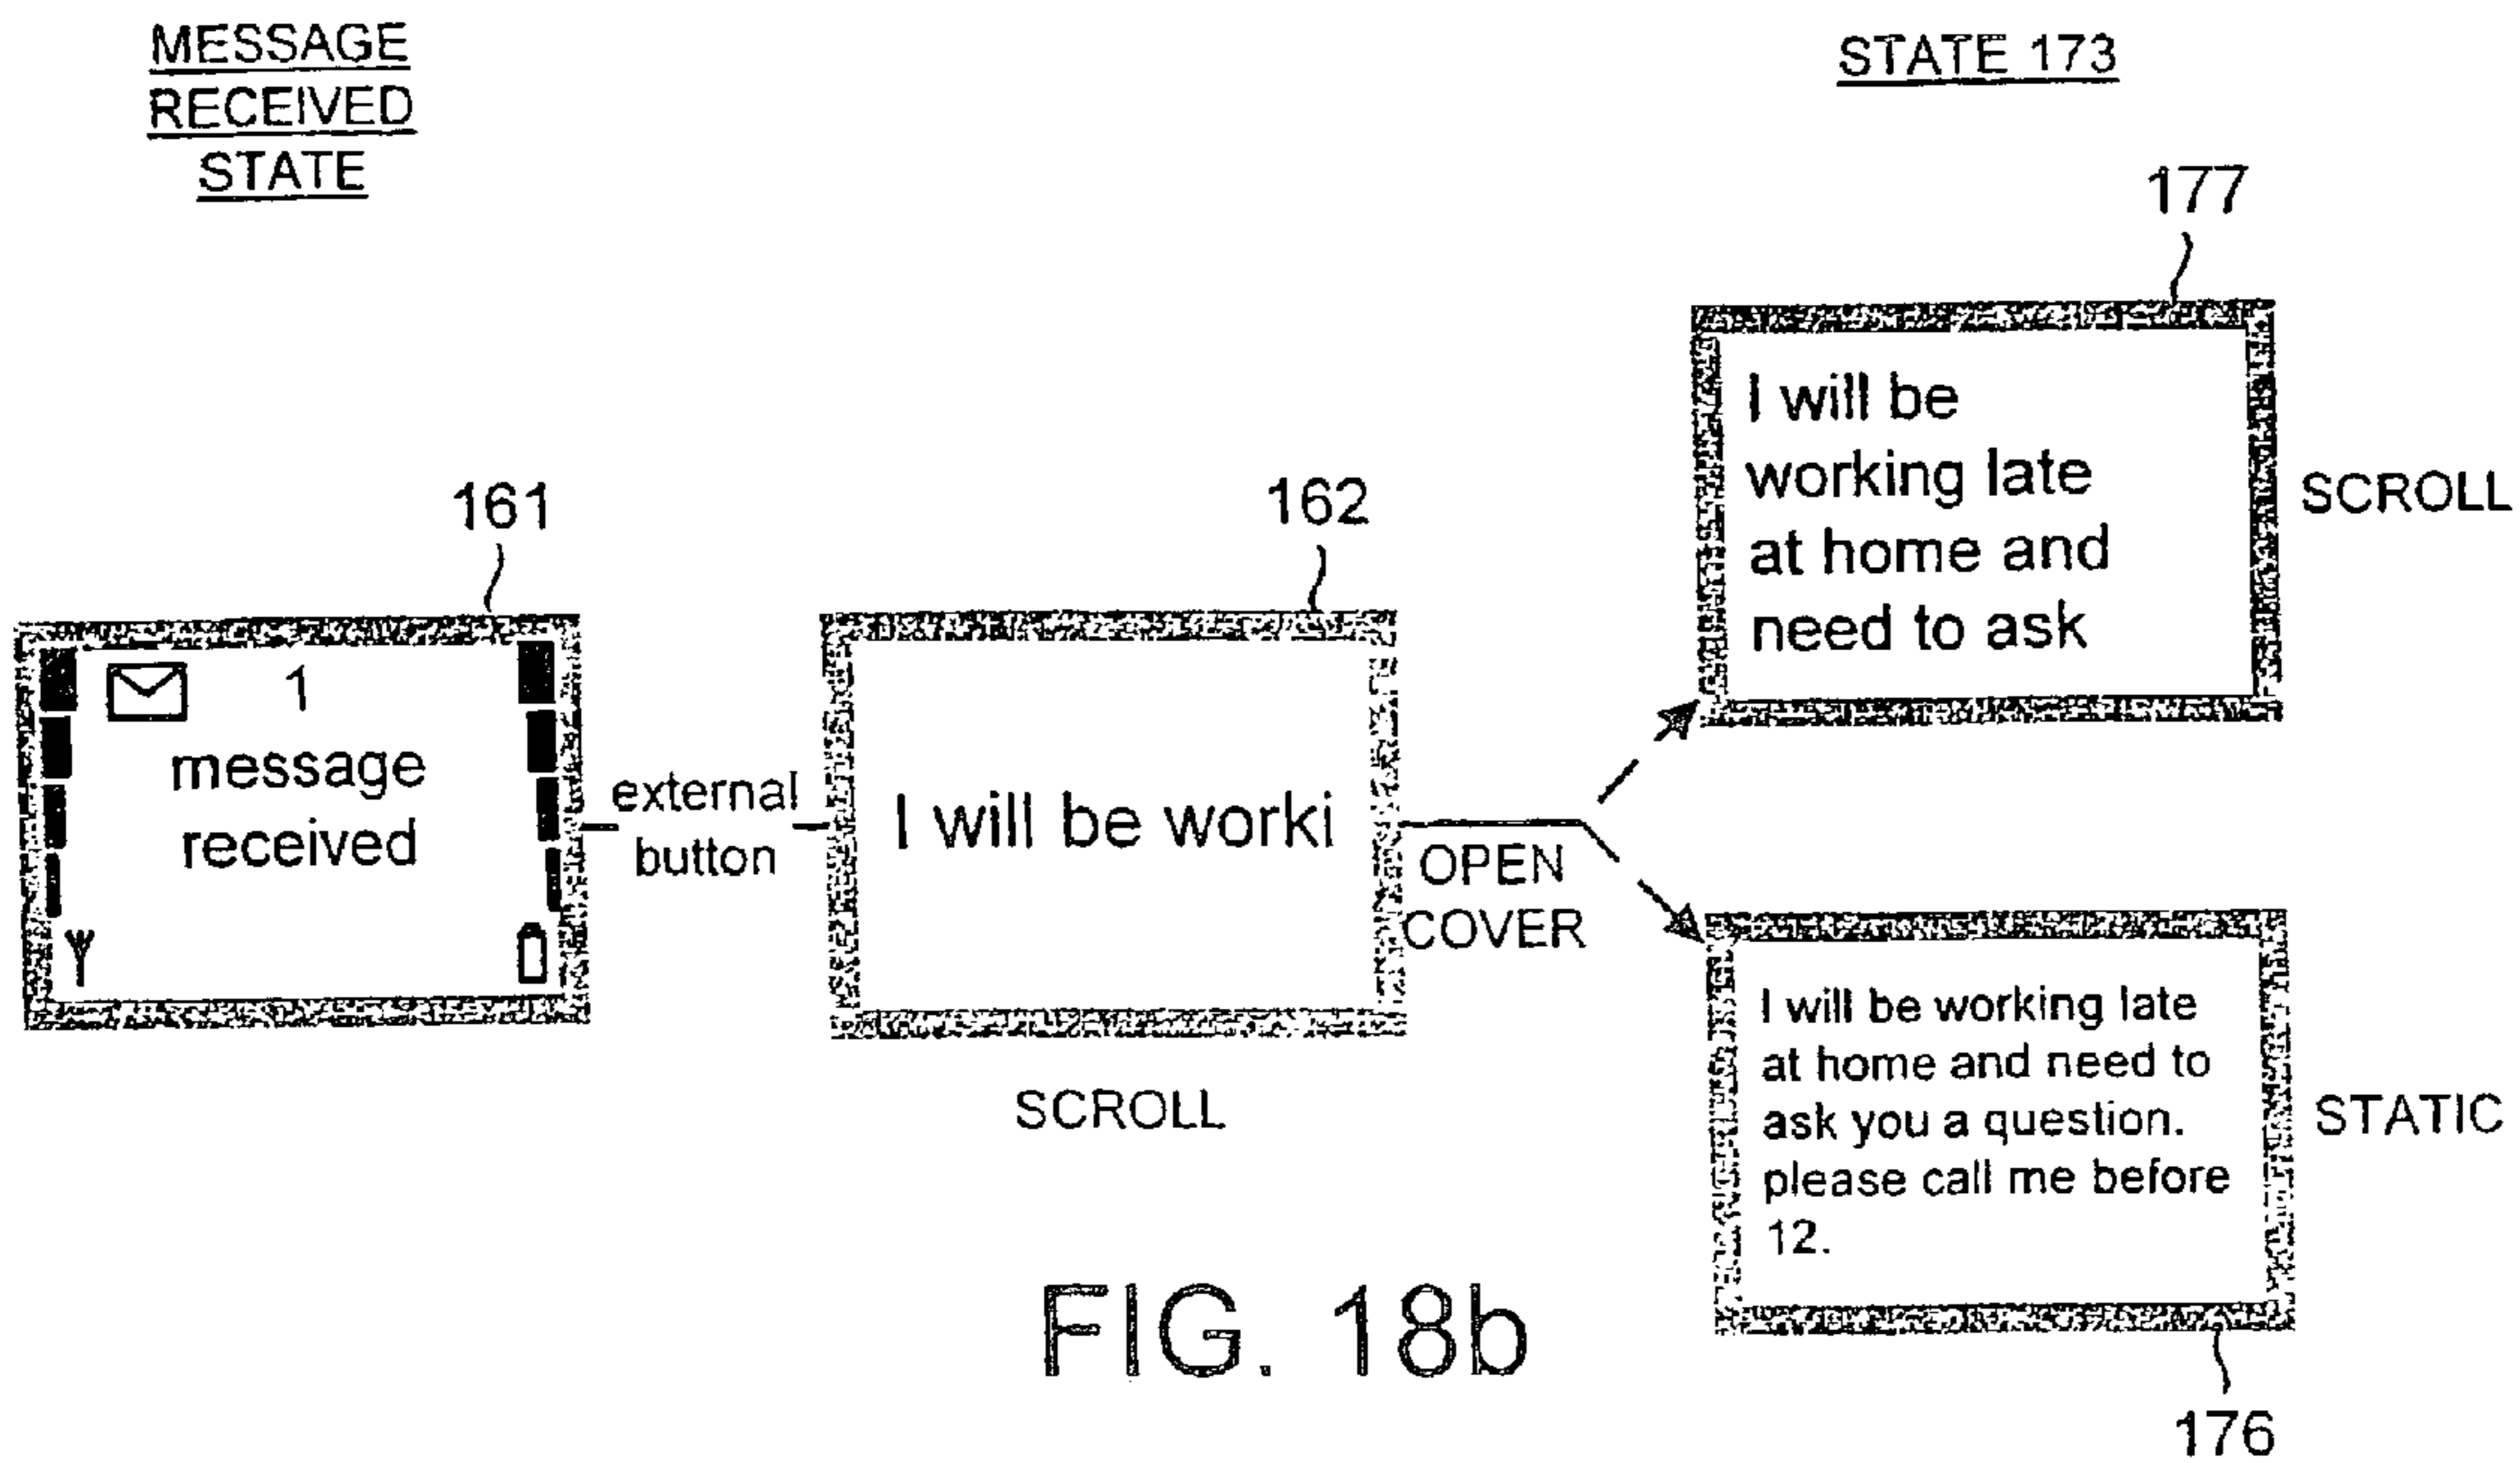 MESSAGE
RECEIVED
STATE
STATE 173
177
I will be
working late
at home and
need to ask
SCROLL
161
1
message
received
external
button
162
I will be worki
SCROLL
OPEN
COVER
I will be working late
at home and need to
ask you a question.
please call me before
12.
STATIC
176
FIG. 18b